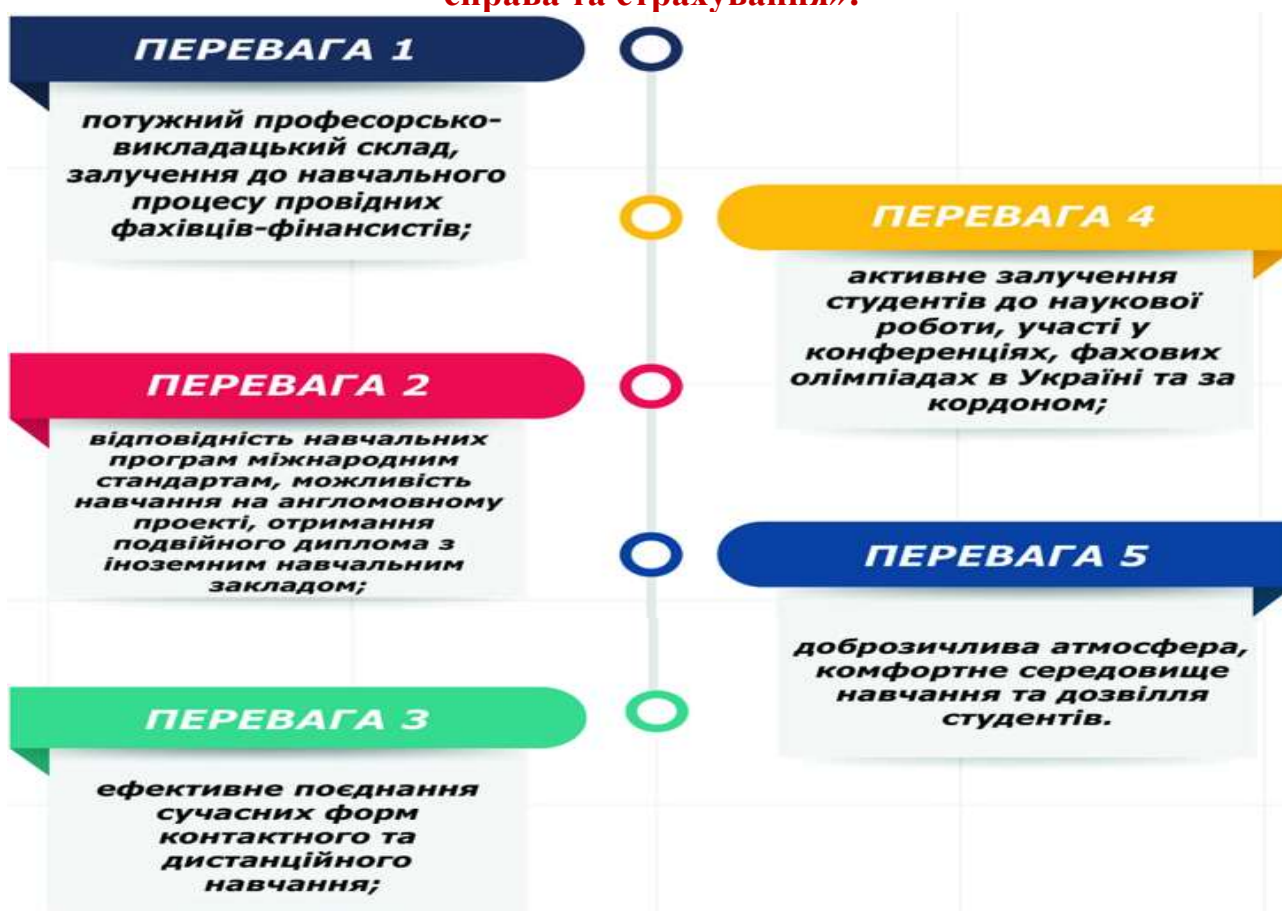 справа та страхування».
ПЕРЕВАГА 1
потужний професорсько-
викладацький склад,
залучення до навчального
процесу провідних
фахівців-фінансистів;
ПЕРЕВАГА 2
відповідність навчальних
програм міжнародним
стандартам, можливість
навчання на англомовному
проекті, отримання
подвійного диплома з
іноземним навчальним
закладом;
ПЕРЕВАГА 3
ефективне поєднання
сучасних форм
контактного та
дистанційного
навчання;
ПЕРЕВАГА 4
активне залучення
студентів до наукової
роботи, участі у
конференціях, фахових
олімпіадах в Україні та за
кордоном;
ПЕРЕВАГА 5
доброзичлива атмосфера,
комфортне середовище
навчання та дозвілля
студентів.